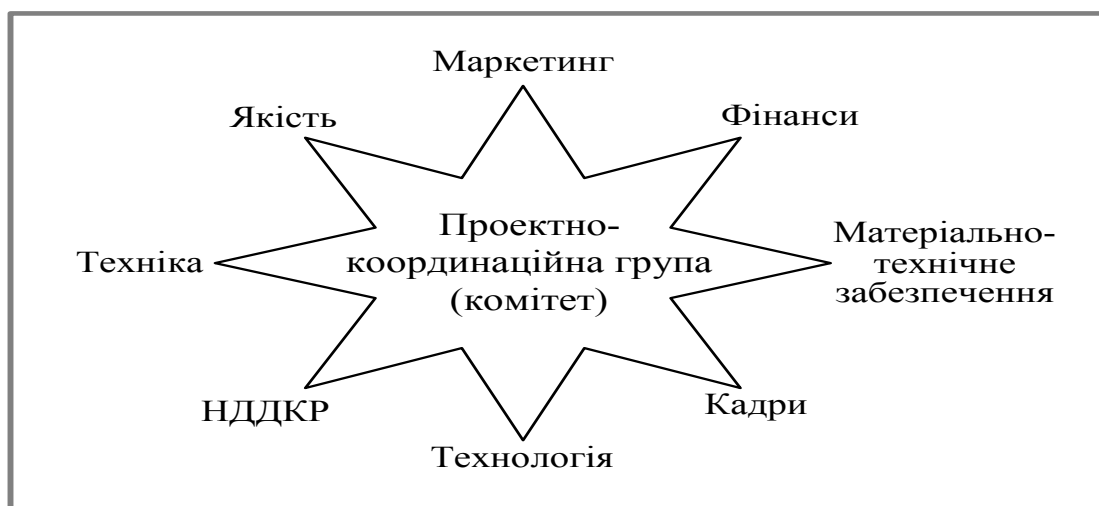 Маркетинг
Якість
Фінанси
Проектно-
координаційна група
(комітет)
Техніка
Матеріально-
технічне
забезпечення
НДДКР
Кадри
Технологія